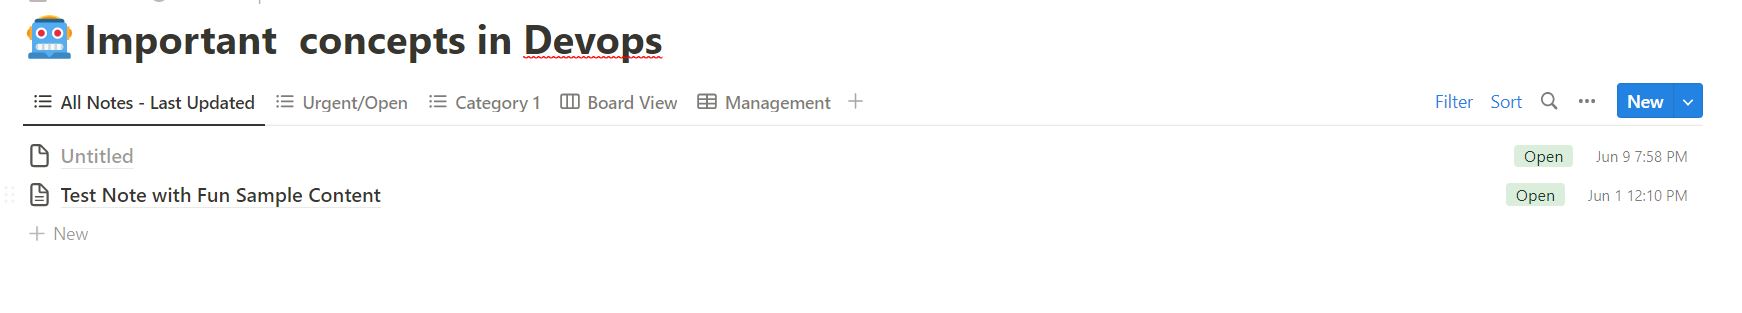 Important  concepts in Devops
All Notes - Last Updated Urgent/Open Category 1 Board View Management Filter Sort New
Untitled Open Jun 9 7:58 PM
Test Note with Fun Sample Content Open Jun 1 12:10 PM
New